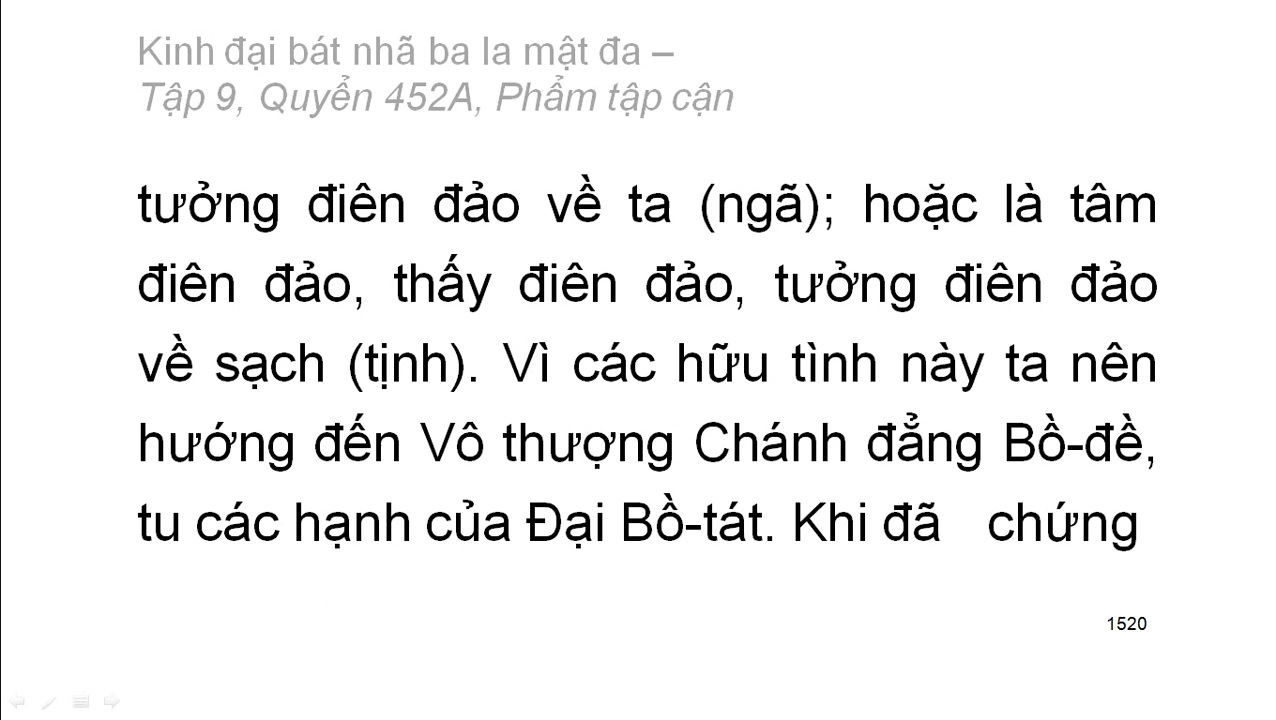 Kinh đại bát nhã ba la mật đa –
Tập 9, Quyển 452A, Phẩm tập cận
tưởng điên đảo về ta (ngã); hoặc là tâm
điên đảo, thấy điên đảo, tưởng điên đảo
về sạch (tịnh). Vì các hữu tình này ta nên
hướng đến Vô thượng Chánh đẳng Bồ-đề,
tu các hạnh của Đại Bồ-tát. Khi đã chứng
1520